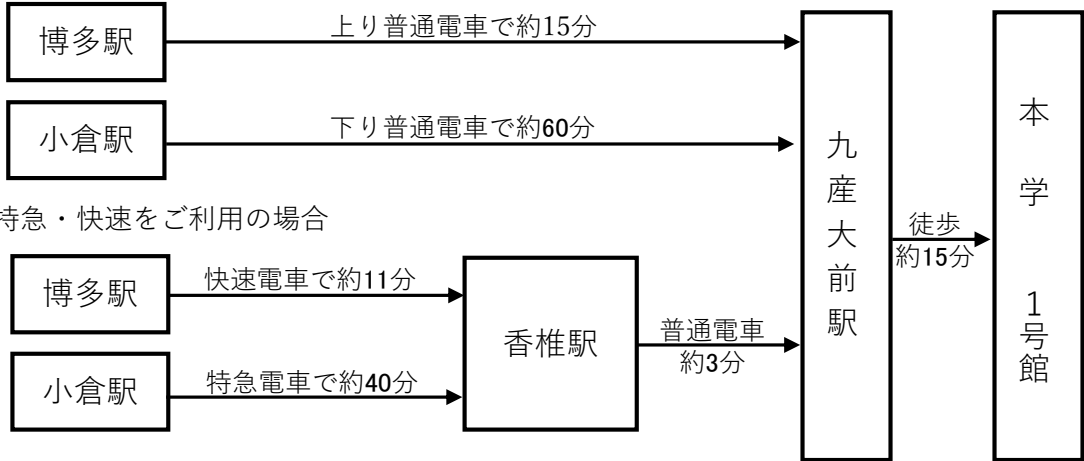 博多駅
上り普通電車で約15分
小倉駅
下り普通電車で約60分
特急・快速をご利用の場合
博多駅
快速電車で約11分
小倉駅
特急電車で約40分
香椎駅
普通電車
約3分
九産大前駅
徒歩
約15分
本学 1号館